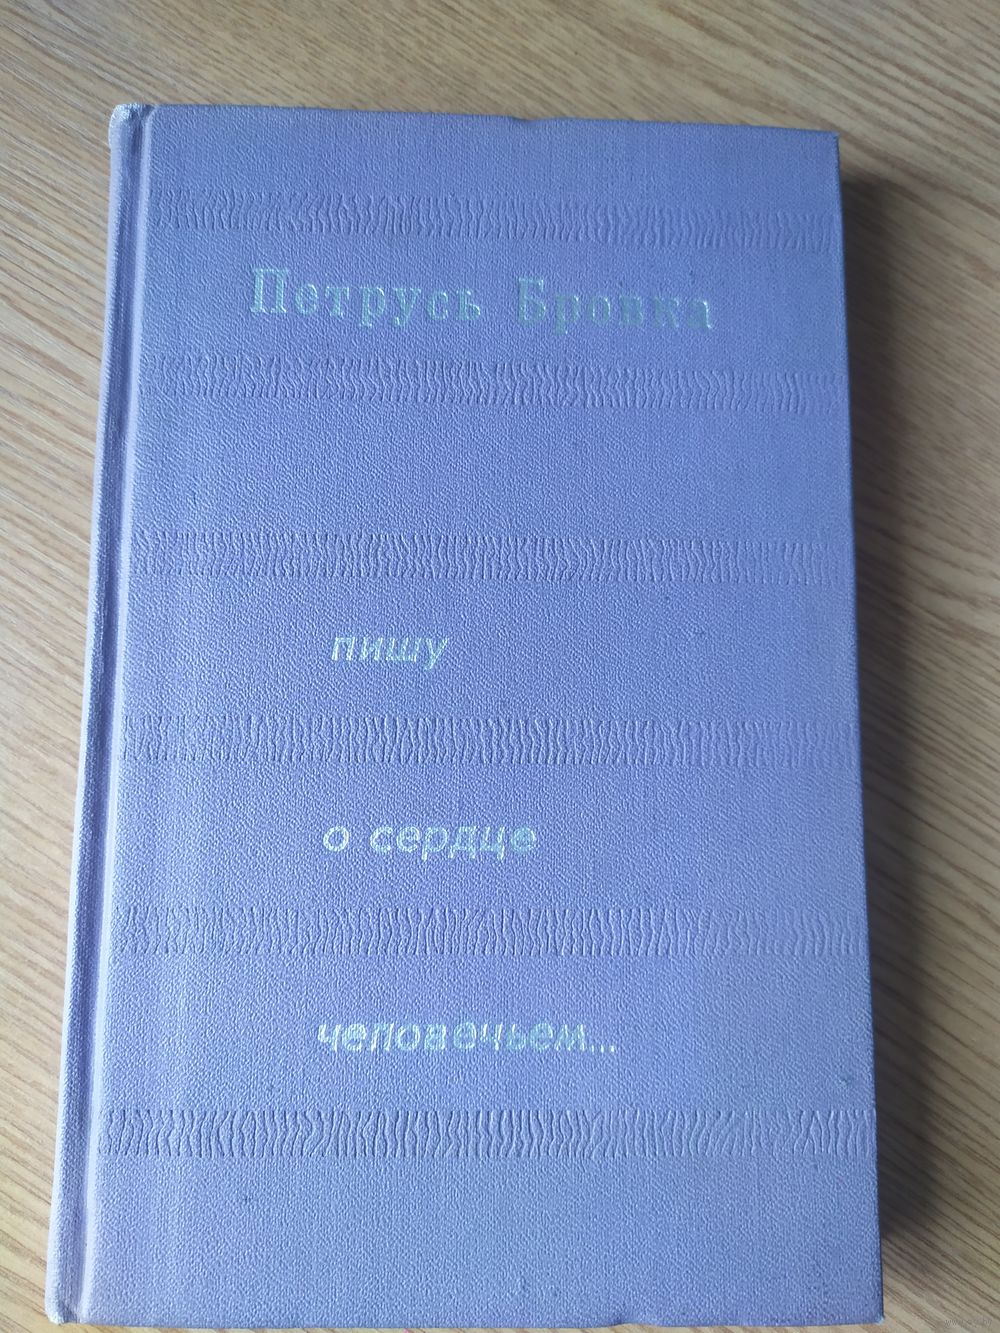 Петрусь Бровка
пишу
о сердце
человечьем...